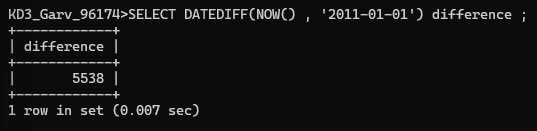 KD3_Garv_96174>SELECT DATEDIFF(NOW() , '2011-01-01') difference ;
+------------+
| difference |
+------------+
|       5538 |
+------------+
1 row in set (0.007 sec)